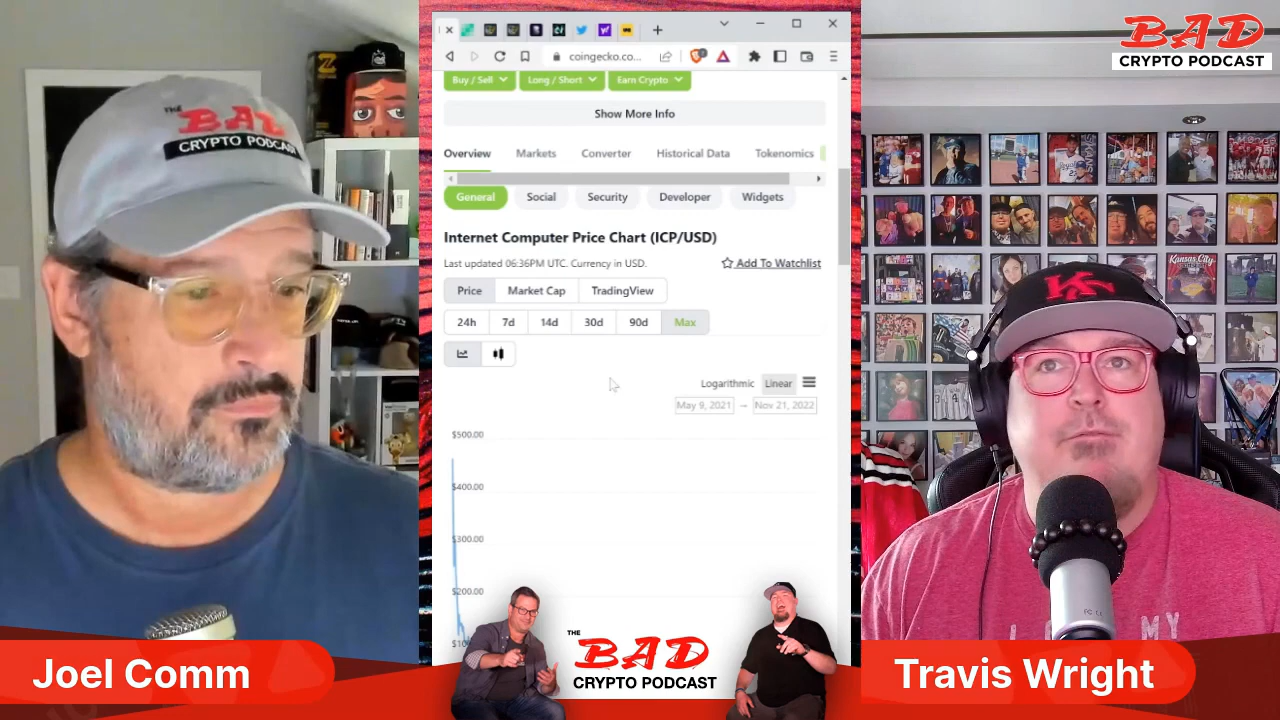 BAD
CRYPTO PODCAST
coingecko.co...
Buy / Sell
Long / Short
Earn Crypto
Show More Info
Overview
Markets
Converter
Historical Data
Tokenomics
General
Social
Security
Developer
Widgets
Internet Computer Price Chart (ICP/USD)
Last updated 06:36PM UTC. Currency in USD.
Add To Watchlist
Price
Market Cap
TradingView
24h
7d
14d
30d
90d
Max
Logarithmic
Linear
May 9, 2021 → Nov 21, 2022
$500.00
$400.00
$300.00
$200.00
THE
BAD
CRYPTO PODCAST
THE
BAD
CRYPTO PODCAST
KC
Kansas City
MY
Joel Comm
Travis Wright